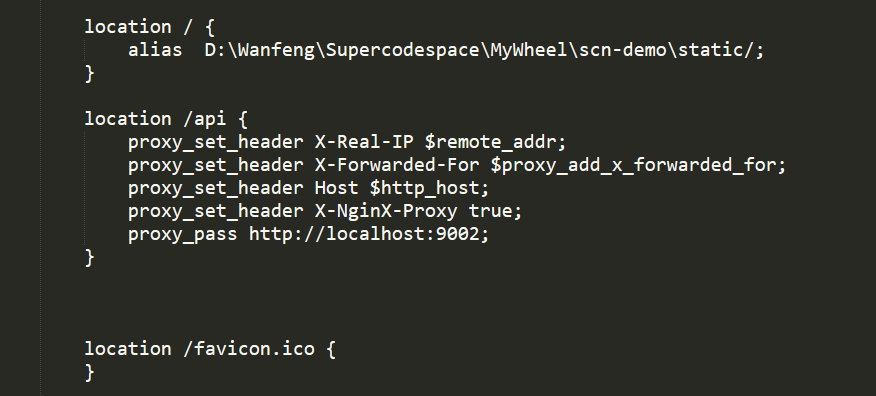 location / {
alias  D:\Wanfeng\Supercodespace\MyWheel\scn-demo\static/;
}
location /api {
proxy_set_header X-Real-IP $remote_addr;
proxy_set_header X-Forwarded-For $proxy_add_x_forwarded_for;
proxy_set_header Host $http_host;
proxy_set_header X-NginX-Proxy true;
proxy_pass http://localhost:9002;
}
location /favicon.ico {
}